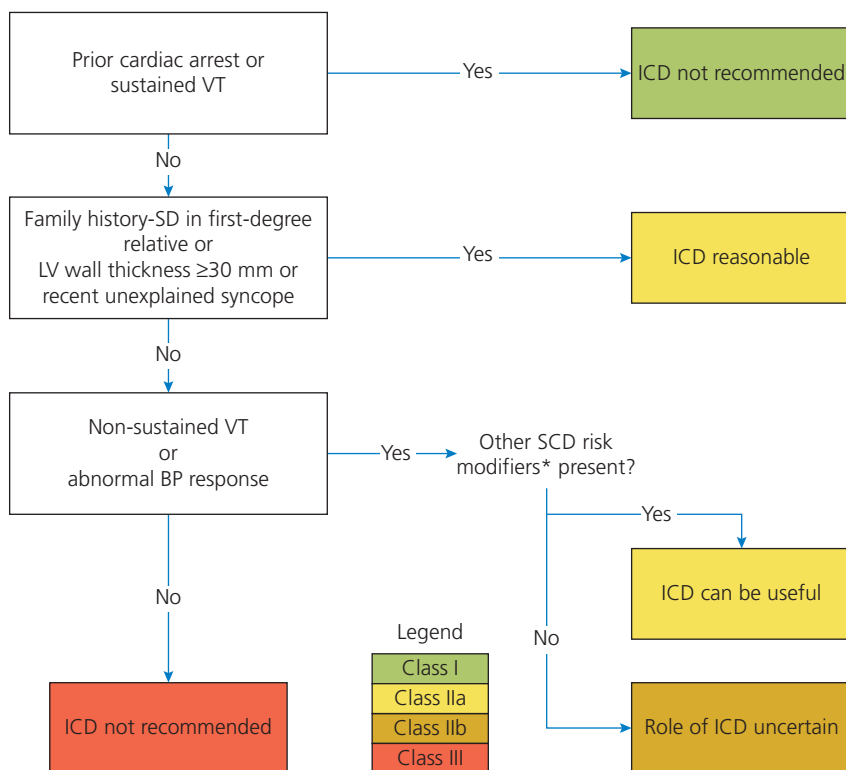 Prior cardiac arrest or
sustained VT
Yes
ICD not recommended
No
Family history-SD in first-degree
relative or
LV wall thickness ≥30 mm or
recent unexplained syncope
Yes
ICD reasonable
No
Non-sustained VT
or
abnormal BP response
Yes
Other SCD risk
modifiers* present?
Yes
ICD can be useful
No
No
Legend
Class I
Class IIa
Class IIb
Class III
ICD not recommended
Role of ICD uncertain